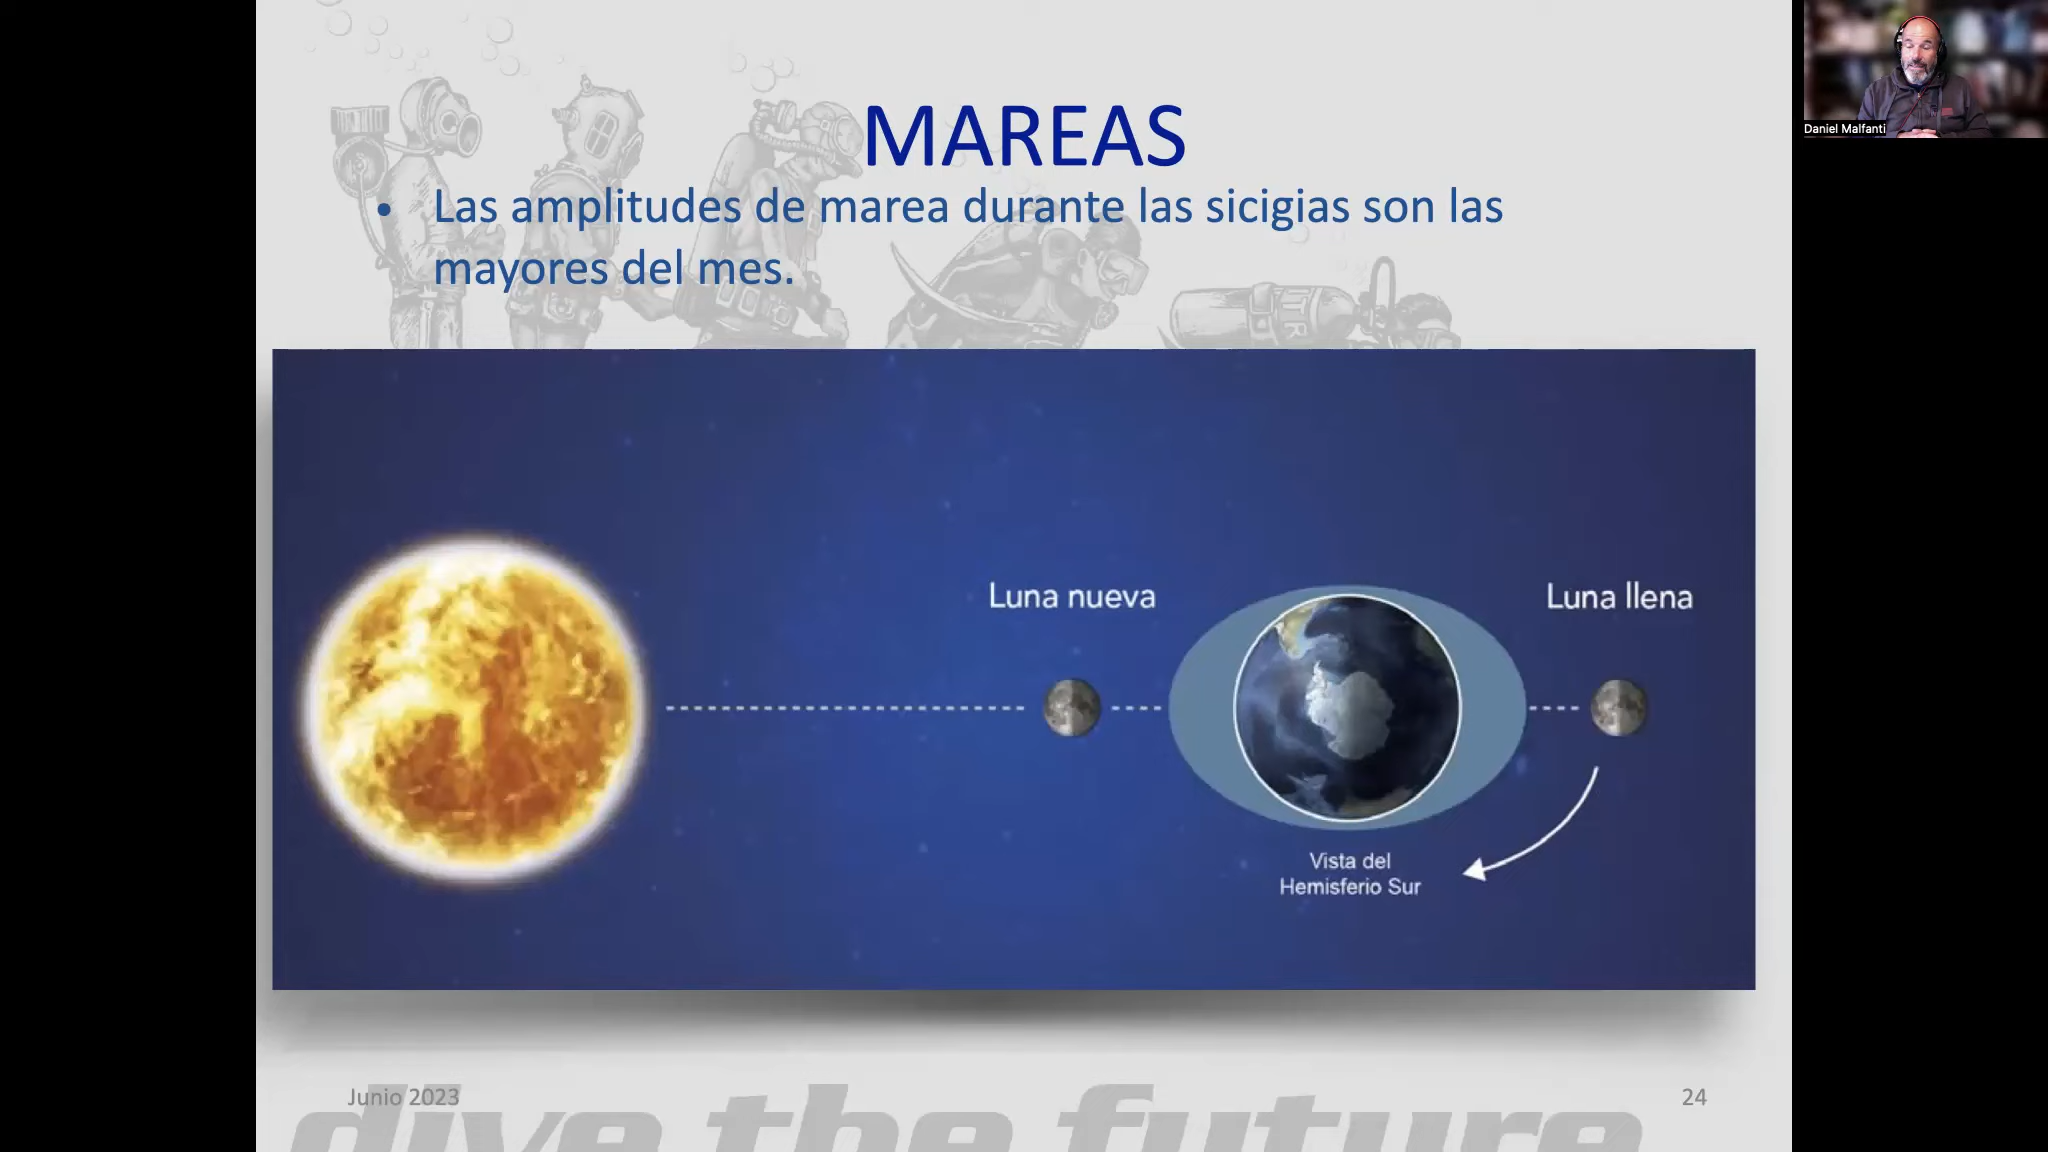 MAREAS
• Las amplitudes de marea durante las sicigias son las
mayores del mes.
Daniel Malfanti
Luna nueva
Luna llena
Vista del
Hemisferio Sur
Junio 2023
24
dive the future